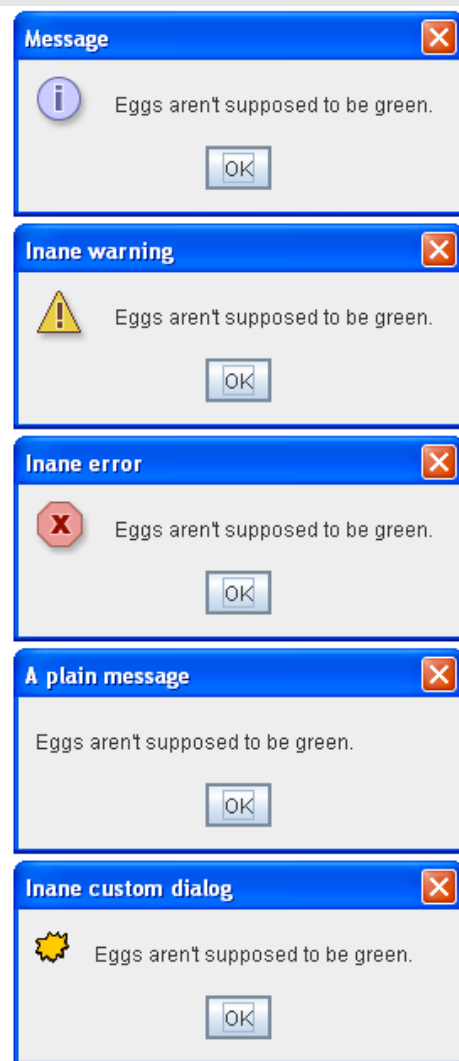 Message
i
Eggs aren't supposed to be green.
OK
Inane warning
!
Eggs aren't supposed to be green.
OK
Inane error
x
Eggs aren't supposed to be green.
OK
A plain message
Eggs aren't supposed to be green.
OK
Inane custom dialog
Eggs aren't supposed to be green.
OK